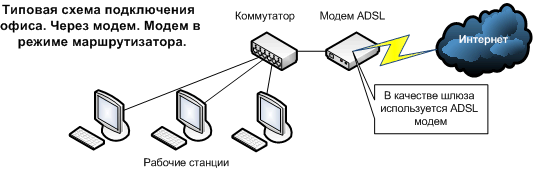 Типовая схема подключения
офиса. Через модем. Модем в
режиме маршрутизатора.
Коммутатор
Модем ADSL
Интернет
В качестве шлюза
используется ADSL
модем
Рабочие станции